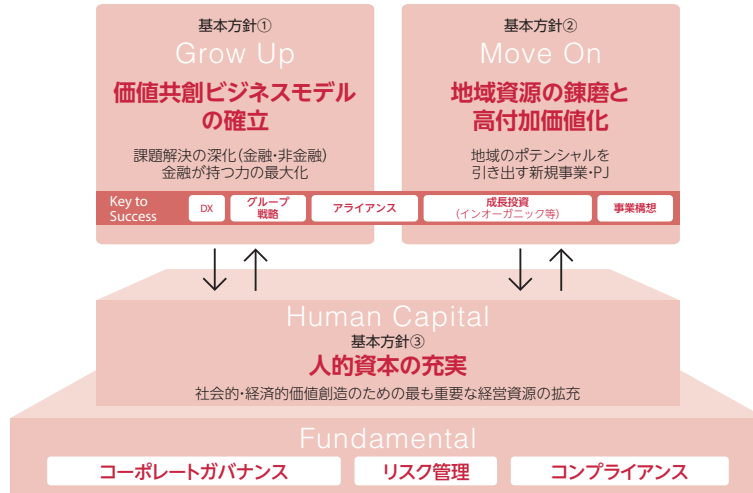 基本方針①
Grow Up
価値共創ビジネスモデル
の確立
課題解決の深化(金融・非金融)
金融が持つ力の最大化
基本方針②
Move On
地域資源の錬磨と
高付加価値化
地域のポテンシャルを
引き出す新規事業・PJ
Key to
Success
DX
グループ
戦略
アライアンス
成長投資
(インオーガニック等)
事業構想
Human Capital
基本方針③
人的資本の充実
社会的・経済的価値創造のための最も重要な経営資源の拡充
Fundamental
コーポレートガバナンス
リスク管理
コンプライアンス